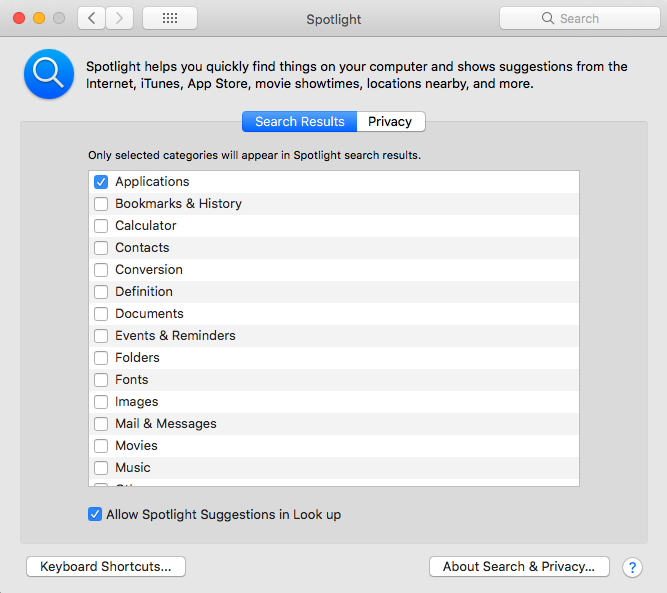 Spotlight
Search
Spotlight helps you quickly find things on your computer and shows suggestions from the
Internet, iTunes, App Store, movie showtimes, locations nearby, and more.
Search Results
Privacy
Only selected categories will appear in Spotlight search results.
Applications
Bookmarks & History
Calculator
Contacts
Conversion
Definition
Documents
Events & Reminders
Folders
Fonts
Images
Mail & Messages
Movies
Music
Allow Spotlight Suggestions in Look up
Keyboard Shortcuts...
About Search & Privacy...
?